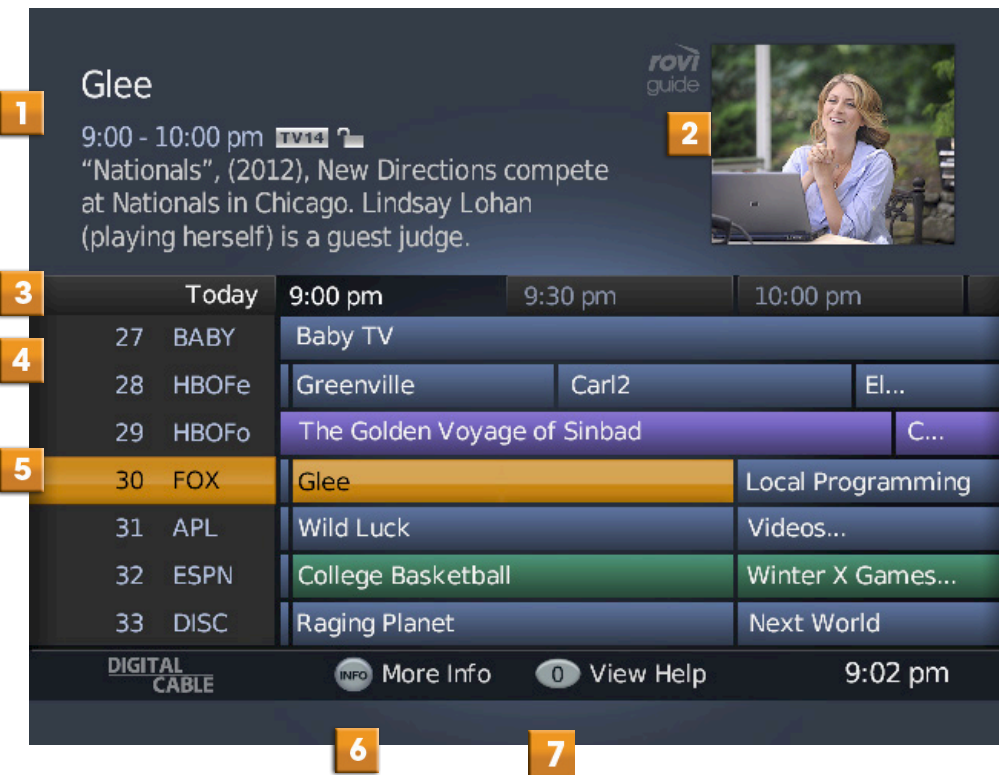 rovi
guide
Glee
1
9:00 - 10:00 pm TV14
2
"Nationals", (2012), New Directions compete
at Nationals in Chicago. Lindsay Lohan
(playing herself) is a guest judge.
3
Today 9:00 pm 9:30 pm 10:00 pm
27 BABY Baby TV
4
28 HBOFe Greenville Carl2 El...
29 HBOFo The Golden Voyage of Sinbad C...
5
30 FOX Glee Local Programming
31 APL Wild Luck Videos...
32 ESPN College Basketball Winter X Games...
33 DISC Raging Planet Next World
DIGITAL
CABLE
INFO More Info 0 View Help 9:02 pm
6
7